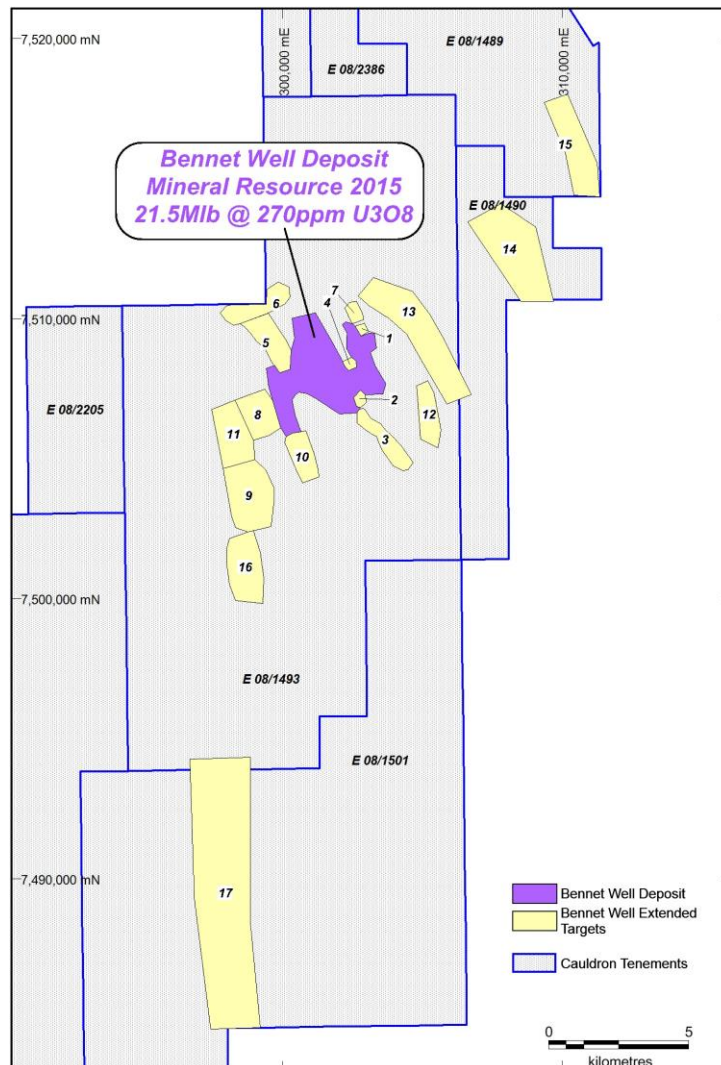 7,520,000 mN
300,000 mE
E 08/2386
E 08/1489
310,000 mE
15
Bennet Well Deposit
Mineral Resource 2015
21.5Mlb @ 270ppm U3O8
E 08/1490
14
7
6
4
13
7,510,000 mN
1
5
2
E 08/2205
8
12
11
3
10
9
16
7,500,000 mN
E 08/1493
E 08/1501
7,490,000 mN
17
Bennet Well Deposit
Bennet Well Extended
Targets
Cauldron Tenements
0
5
kilometres